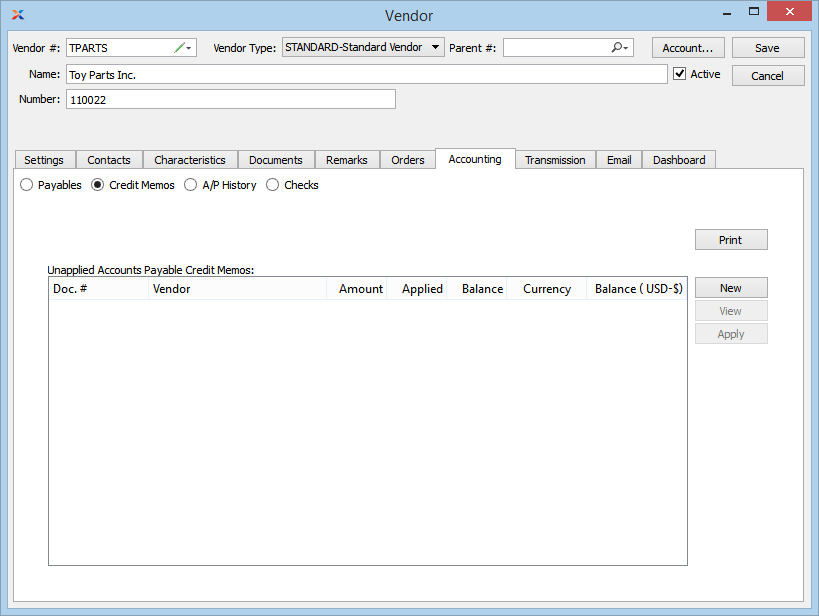 Vendor
Vendor #: TPARTS Vendor Type: STANDARD-Standard Vendor Parent #: Account... Save
Name: Toy Parts Inc. Active Cancel
Number: 110022
Settings Contacts Characteristics Documents Remarks Orders Accounting Transmission Email Dashboard
Payables Credit Memos A/P History Checks
Print
Unapplied Accounts Payable Credit Memos:
Doc. # Vendor Amount Applied Balance Currency Balance ( USD-$) New
View
Apply